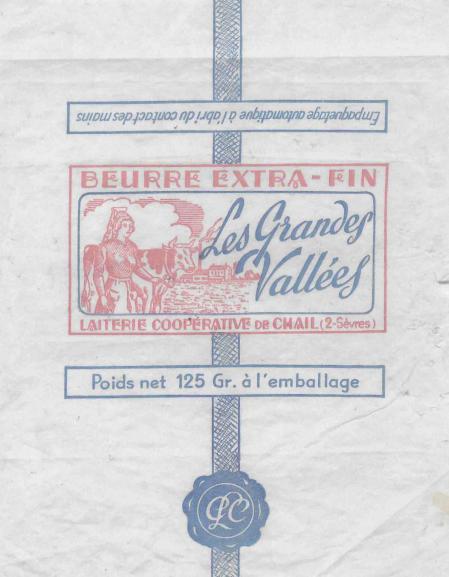 Empaquetage automatique à l'abri du contact des mains
BEURRE EXTRA-FIN
Les Grandes
Vallées
LAITERIE COOPÉRATIVE DE CHAIL (2-Sèvres)
Poids net 125 Gr. à l'emballage
LC